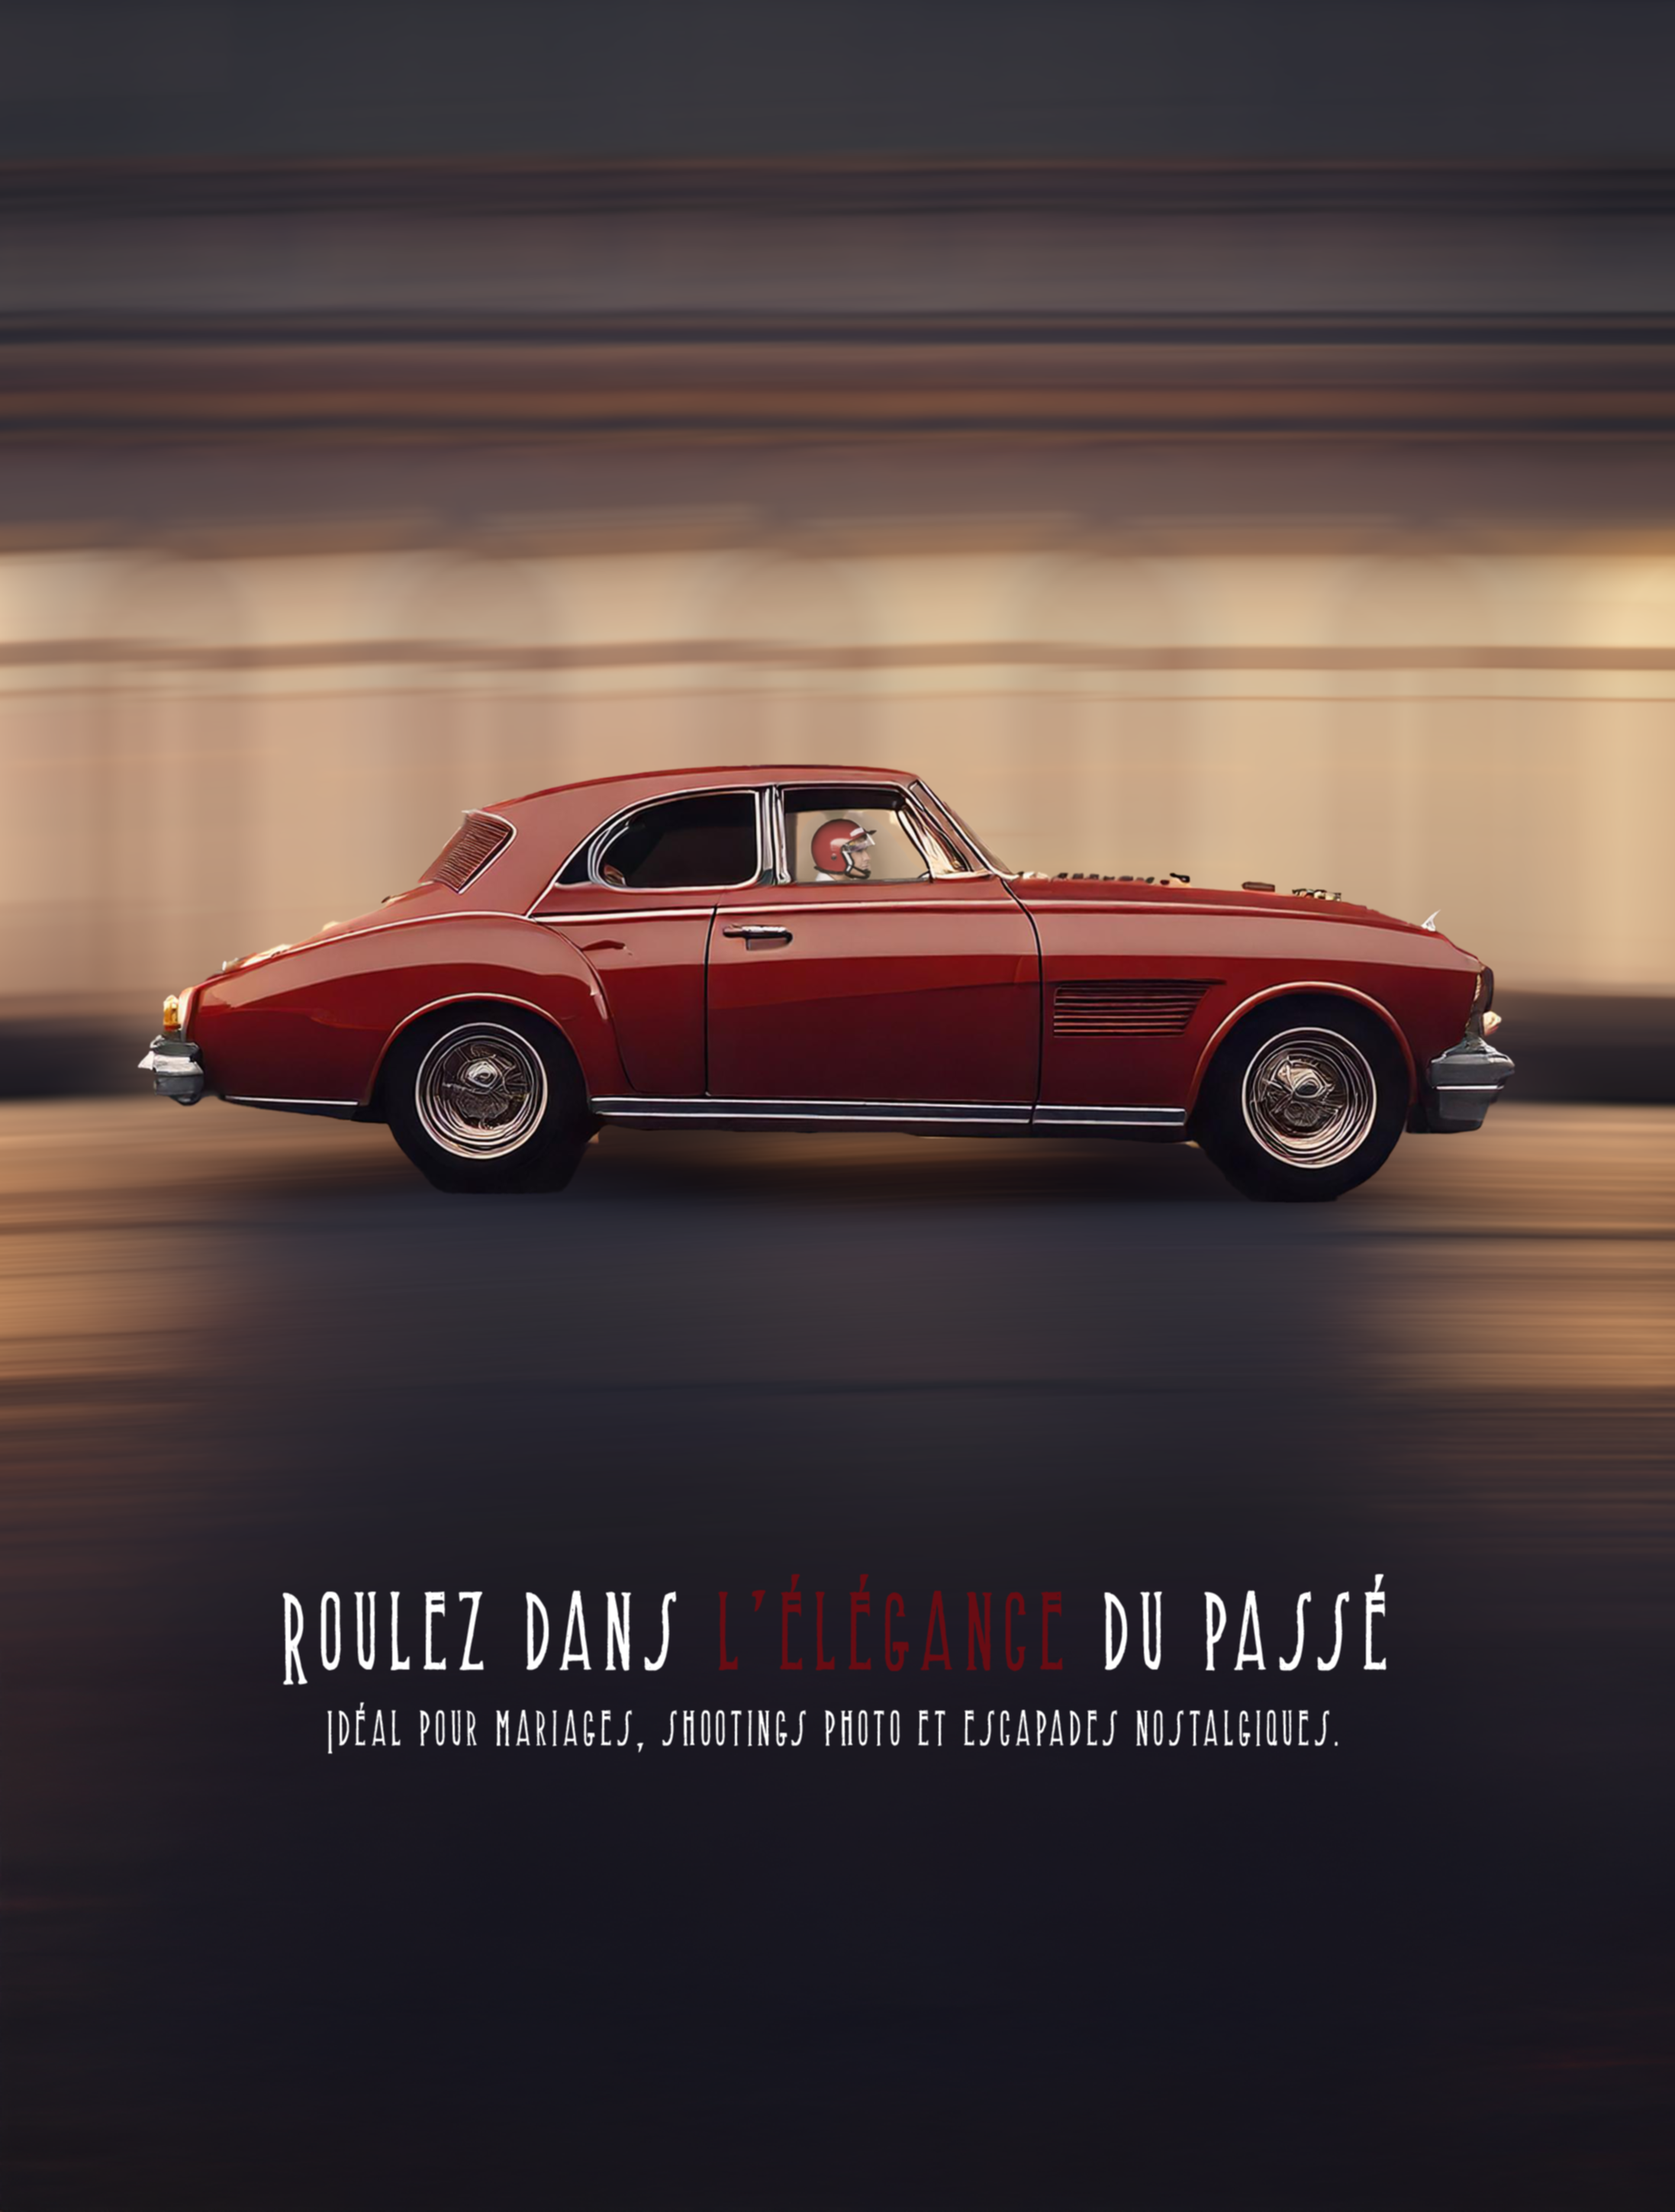 Roulez dans l'élégance du passé
Idéal pour mariages, shootings photo et escapades nostalgiques.